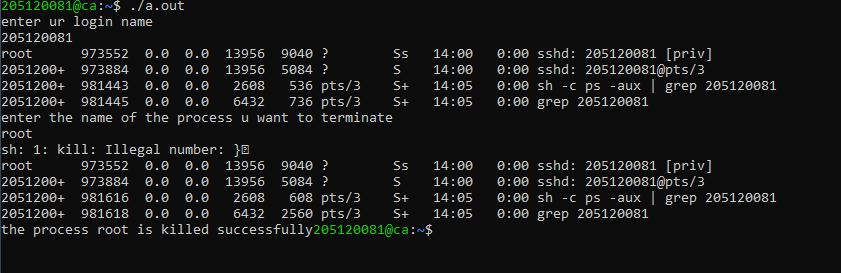 205120081@ca:~$ ./a.out
enter ur login name
205120081
root      973552  0.0  0.0  13956  9040 ?        Ss   14:00   0:00 sshd: 205120081 [priv]
2051200+  973884  0.0  0.0  13956  5084 ?        S    14:00   0:00 sshd: 205120081@pts/3
2051200+  981443  0.0  0.0   2608   536 pts/3    S+   14:05   0:00 sh -c ps -aux | grep 205120081
2051200+  981445  0.0  0.0   6432   736 pts/3    S+   14:05   0:00 grep 205120081
enter the name of the process u want to terminate
root
sh: 1: kill: Illegal number: }
root      973552  0.0  0.0  13956  9040 ?        Ss   14:00   0:00 sshd: 205120081 [priv]
2051200+  973884  0.0  0.0  13956  5084 ?        S    14:00   0:00 sshd: 205120081@pts/3
2051200+  981616  0.0  0.0   2608   608 pts/3    S+   14:05   0:00 sh -c ps -aux | grep 205120081
2051200+  981618  0.0  0.0   6432  2560 pts/3    S+   14:05   0:00 grep 205120081
the process root is killed successfully205120081@ca:~$